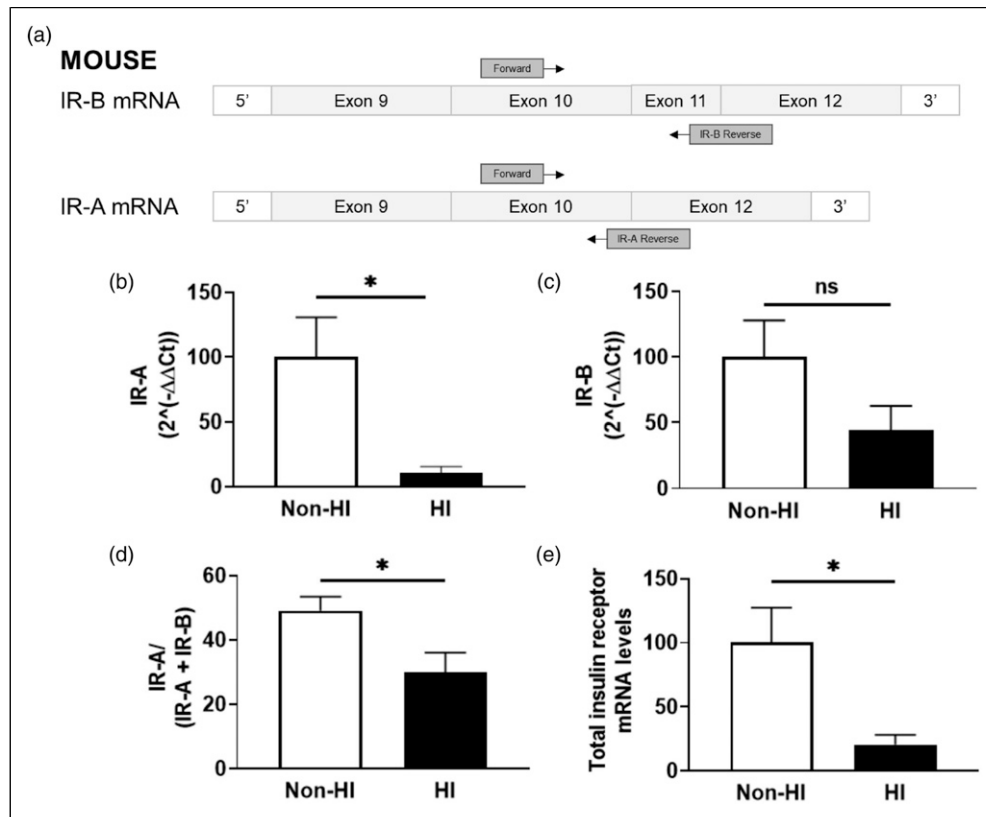 (a)
MOUSE
Forward
IR-B mRNA
5’ Exon 9 Exon 10 Exon 11 Exon 12 3’
IR-B Reverse
Forward
IR-A mRNA
5’ Exon 9 Exon 10 Exon 12 3’
IR-A Reverse
(b)
*
150
100
50
0
IR-A
(2^(-ΔΔCt))
Non-HI HI
(c)
ns
150
100
50
0
IR-B
(2^(-ΔΔCt))
Non-HI HI
(d)
*
60
40
20
0
IR-A/
(IR-A + IR-B)
Non-HI HI
(e)
*
150
100
50
0
Total insulin receptor
mRNA levels
Non-HI HI